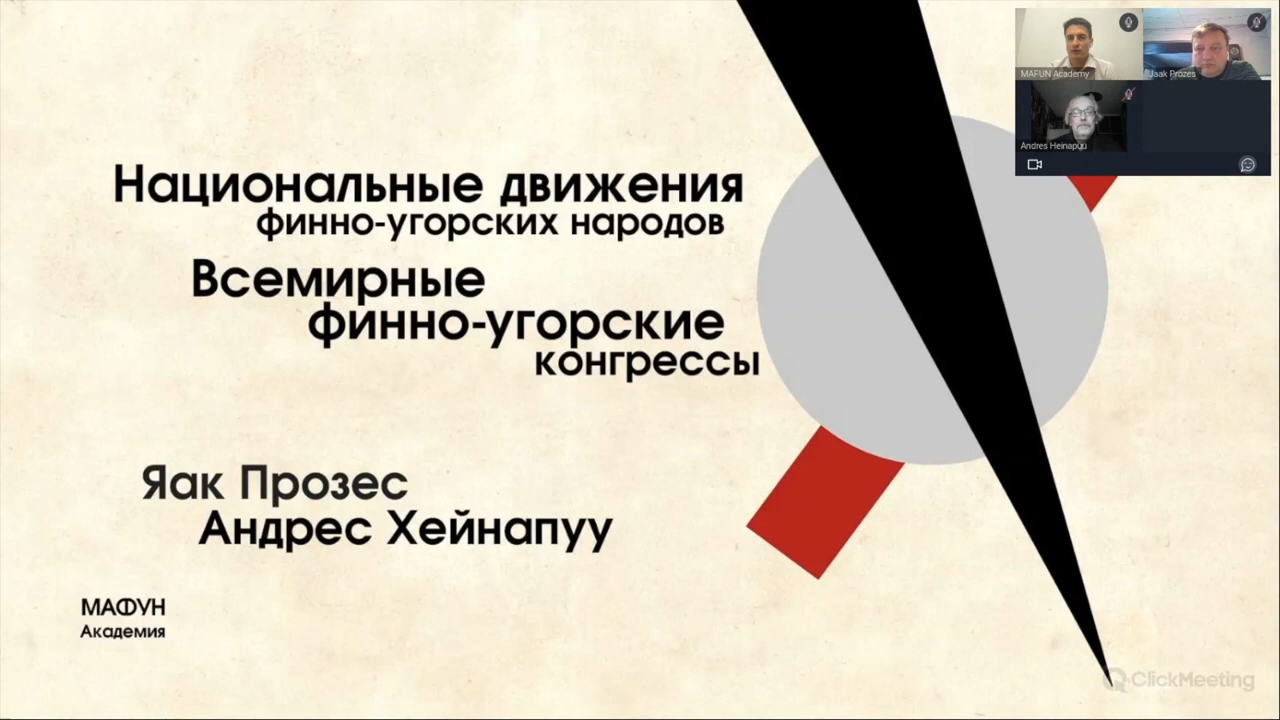 Национальные движения
финно-угорских народов
Всемирные
финно-угорские
конгрессы
Яак Прозес
Андрес Хейнапуу
МАФУН
Академия
MAFUN Academy
Jaak Prozes
Andres Heinapuu
ClickMeeting